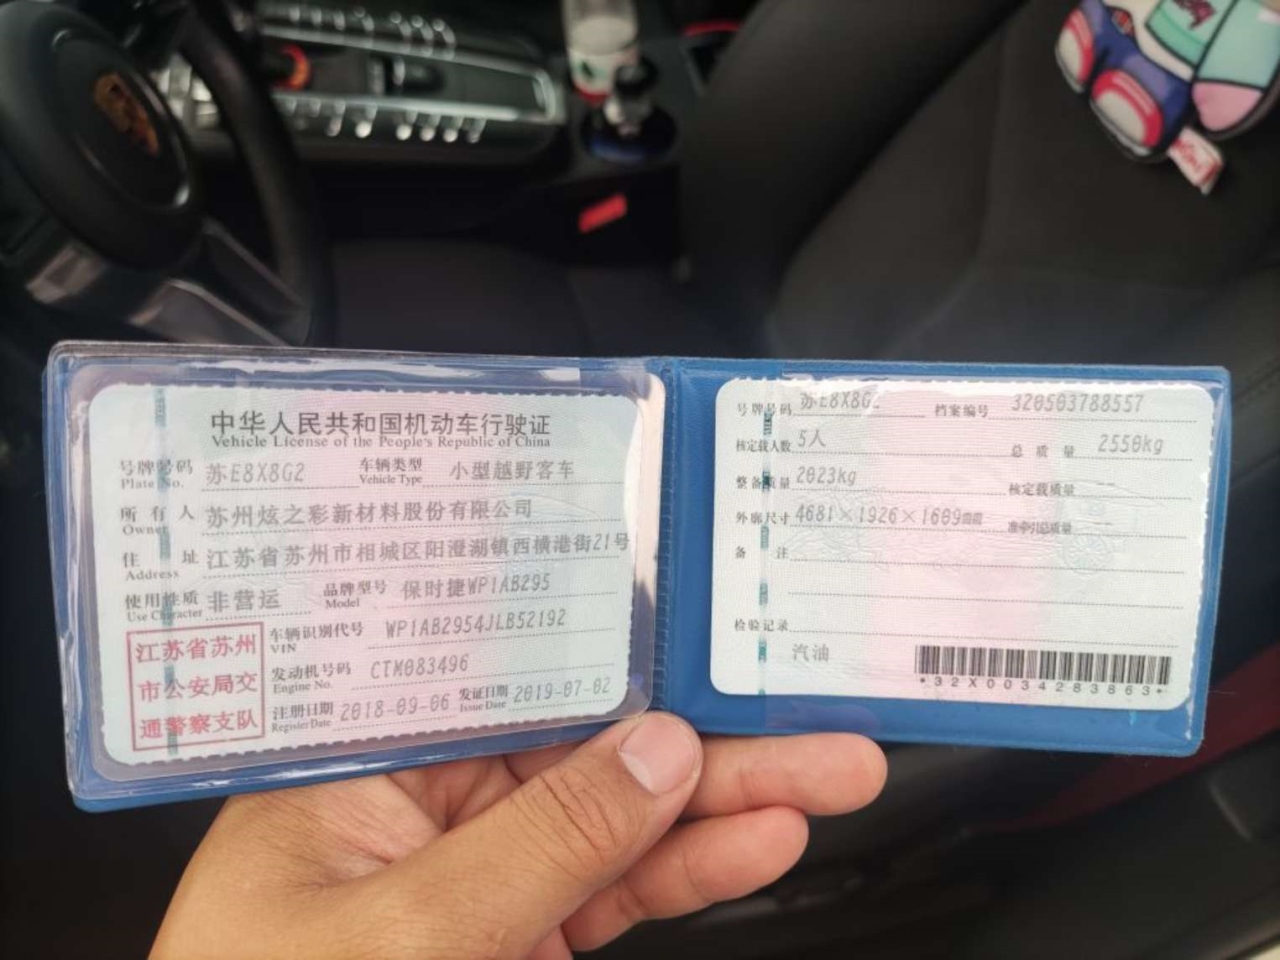 中华人民共和国机动车行驶证
Vehicle License of the People's Republic of China
号牌号码 苏E8X8G2 车辆类型 小型越野客车
Plate No. Vehicle Type
所有人 苏州炫之彩新材料股份有限公司
Owner
住址 江苏省苏州市相城区阳澄湖镇西横港街21号
Address
使用性质 非营运 品牌型号 保时捷WP1AB295
Use Character Model
江苏省苏州
市公安局交
通警察支队
车辆识别代号 WP1AB2954JLB52192
VIN
发动机号码 CTM083496
Engine No.
注册日期 2018-09-06 发证日期 2019-07-02
Register Date Issue Date
号牌号码 苏E8X8G2 档案编号 320503788557
核定载人数 5人 总质量 2550kg
整备质量 2023kg 核定载质量 --
外廓尺寸 4681×1926×1609mm 准牵引总质量 --
备注
检验记录
汽油
*32X0034283863*